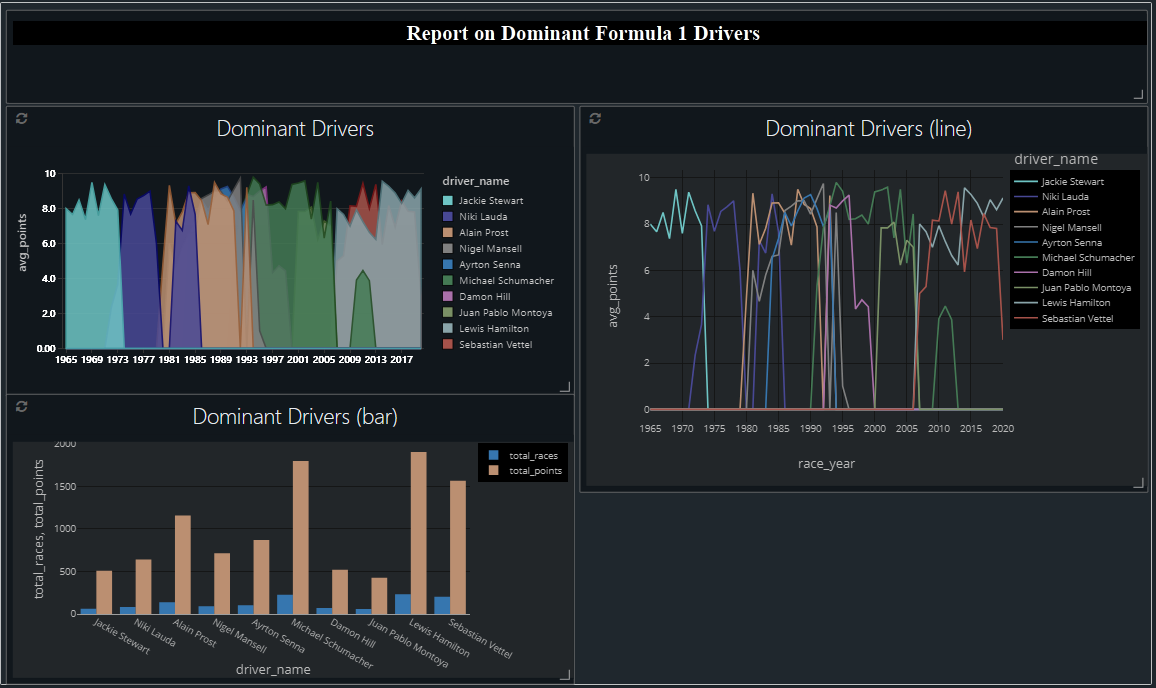 Report on Dominant Formula 1 Drivers
Dominant Drivers
avg_points
10
8.0
6.0
4.0
2.0
0.00
1965 1969 1973 1977 1981 1985 1989 1993 1997 2001 2005 2009 2013 2017
driver_name
Jackie Stewart
Niki Lauda
Alain Prost
Nigel Mansell
Ayrton Senna
Michael Schumacher
Damon Hill
Juan Pablo Montoya
Lewis Hamilton
Sebastian Vettel
Dominant Drivers (line)
avg_points
10
8
6
4
2
0
1965 1970 1975 1980 1985 1990 1995 2000 2005 2010 2015 2020
race_year
driver_name
Jackie Stewart
Niki Lauda
Alain Prost
Nigel Mansell
Ayrton Senna
Michael Schumacher
Damon Hill
Juan Pablo Montoya
Lewis Hamilton
Sebastian Vettel
Dominant Drivers (bar)
total_races, total_points
2000
1500
1000
500
0
Jackie Stewart
Niki Lauda
Alain Prost
Nigel Mansell
Ayrton Senna
Michael Schumacher
Damon Hill
Juan Pablo Montoya
Lewis Hamilton
Sebastian Vettel
driver_name
total_races
total_points